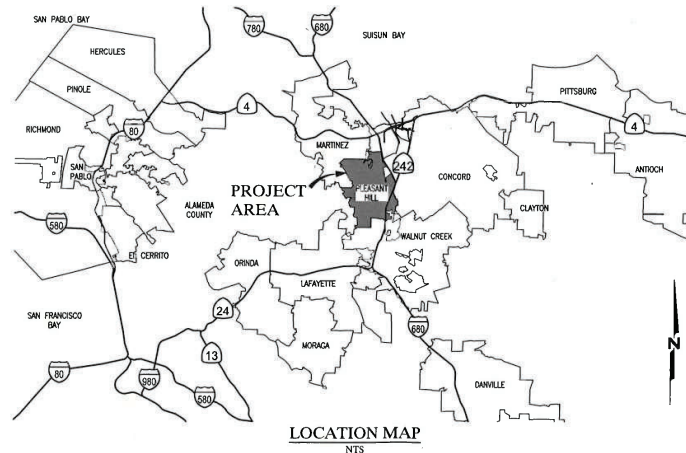 SAN PABLO BAY
780
680
SUISUN BAY
HERCULES
PINOLE
PITTSBURG
4
4
RICHMOND
80
MARTINEZ
242
SAN
PABLO
CONCORD
ANTIOCH
PROJECT
AREA
PLEASANT
HILL
ALAMEDA
COUNTY
CLAYTON
580
WALNUT CREEK
EL CERRITO
ORINDA
LAFAYETTE
24
SAN FRANCISCO
BAY
680
13
MORAGA
N
80
980
580
DANVILLE
LOCATION MAP
NTS